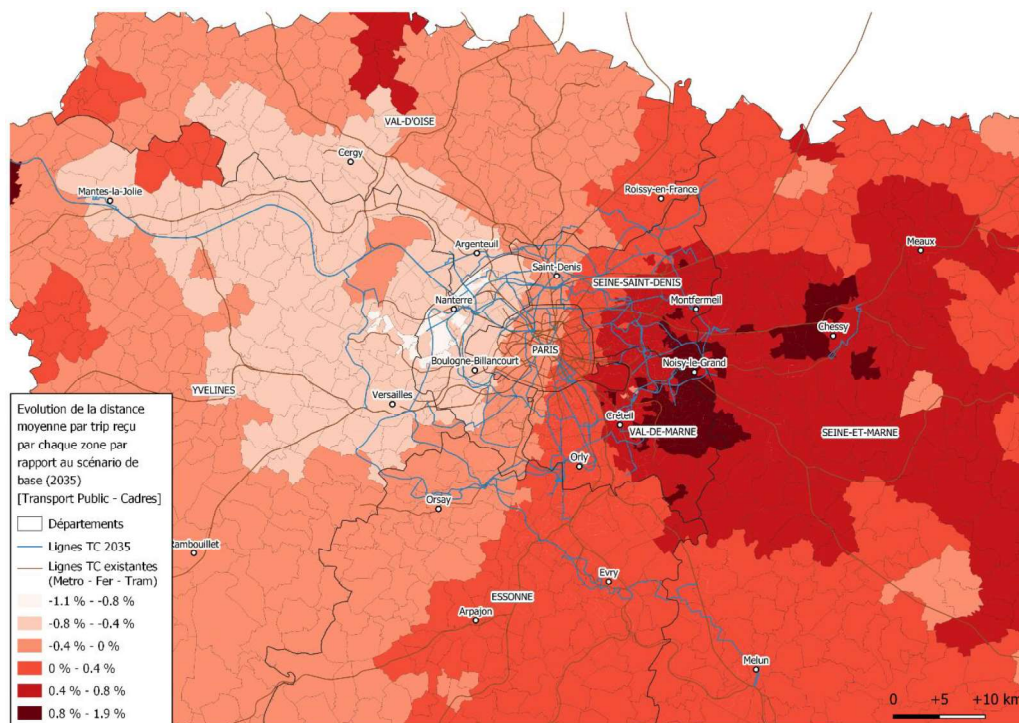 VAL-D'OISE
Cergy
Mantes-la-Jolie
Roissy-en-France
Argenteuil
Saint-Denis
Meaux
SEINE-SAINT-DENIS
Nanterre
Montfermeil
Chessy
PARIS
Boulogne-Billancourt
Noisy-le-Grand
YVELINES
Versailles
Créteil
VAL-DE-MARNE
SEINE-ET-MARNE
Orly
Orsay
Rambouillet
Evry
ESSONNE
Arpajon
Melun
Evolution de la distance
moyenne par trip reçu
par chaque zone par
rapport au scénario de
base (2035)
[Transport Public - Cadres]
Départements
Lignes TC 2035
Lignes TC existantes
(Metro - Fer - Tram)
-1.1 % - -0.8 %
-0.8 % - -0.4 %
-0.4 % - 0 %
0 % - 0.4 %
0.4 % - 0.8 %
0.8 % - 1.9 %
0 +5 +10 km